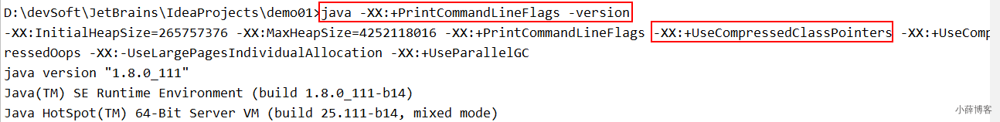 D:\devSoft\JetBrains\IdeaProjects\demo01>java -XX:+PrintCommandLineFlags -version
-XX:InitialHeapSize=265757376 -XX:MaxHeapSize=4252118016 -XX:+PrintCommandLineFlags -XX:+UseCompressedClassPointers -XX:+UseComp
ressedOops -XX:-UseLargePagesIndividualAllocation -XX:+UseParallelGC
java version "1.8.0_111"
Java(TM) SE Runtime Environment (build 1.8.0_111-b14)
Java HotSpot(TM) 64-Bit Server VM (build 25.111-b14, mixed mode)
小薛博客